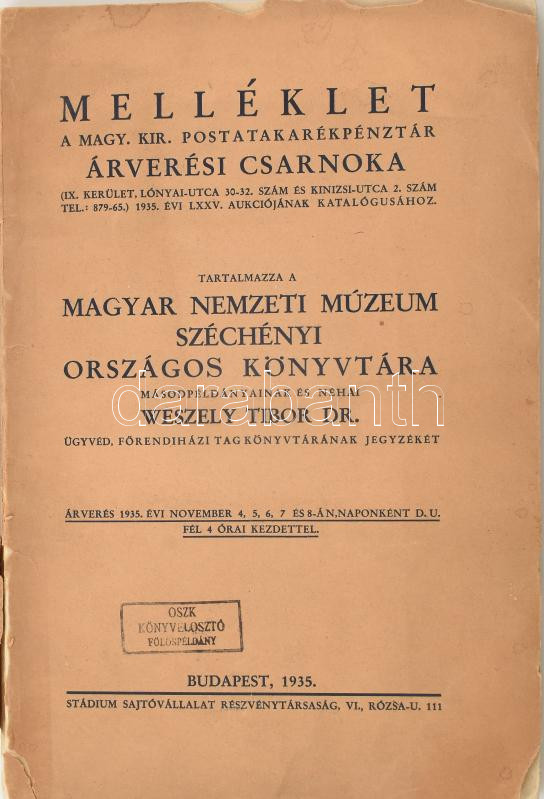 MELLÉKLET
A MAGY. KIR. POSTATAKARÉKPÉNZTÁR
ÁRVERÉSI CSARNOKA
(IX. KERÜLET, LÓNYAI-UTCA 30-32. SZÁM ÉS KINIZSI-UTCA 2. SZÁM
TEL.: 879-65.) 1935. ÉVI LXXV. AUKCIÓJÁNAK KATALÓGUSÁHOZ.
TARTALMAZZA A
MAGYAR NEMZETI MÚZEUM
SZÉCHÉNYI
ORSZÁGOS KÖNYVTÁRA
MÁSODPÉLDÁNYAINAK ÉS NÉHAI
darabanth
WESZELY TIBOR DR.
ÜGYVÉD, FŐRENDIHÁZI TAG KÖNYVTÁRÁNAK JEGYZÉKÉT
ÁRVERÉS 1935. ÉVI NOVEMBER 4, 5, 6, 7 ÉS 8-ÁN, NAPONKÉNT D. U.
FÉL 4 ÓRAI KEZDETTEL.
OSZK
KÖNYVELOSZTÓ
FÖLÖSPÉLDÁNY
BUDAPEST, 1935.
STÁDIUM SAJTÓVÁLLALAT RÉSZVÉNYTÁRSASÁG, VI., RÓZSA-U. 111